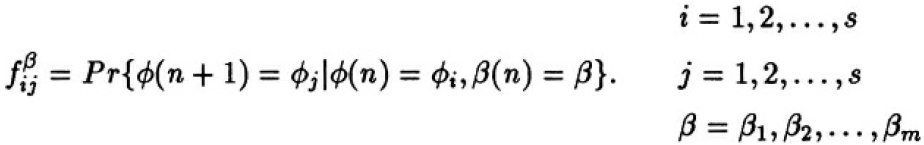 i = 1, 2, . . . , s
f_{ij}^{β} = Pr{ϕ(n + 1) = ϕ_j|ϕ(n) = ϕ_i, β(n) = β}. j = 1, 2, . . . , s
β = β_1, β_2, . . . , β_m